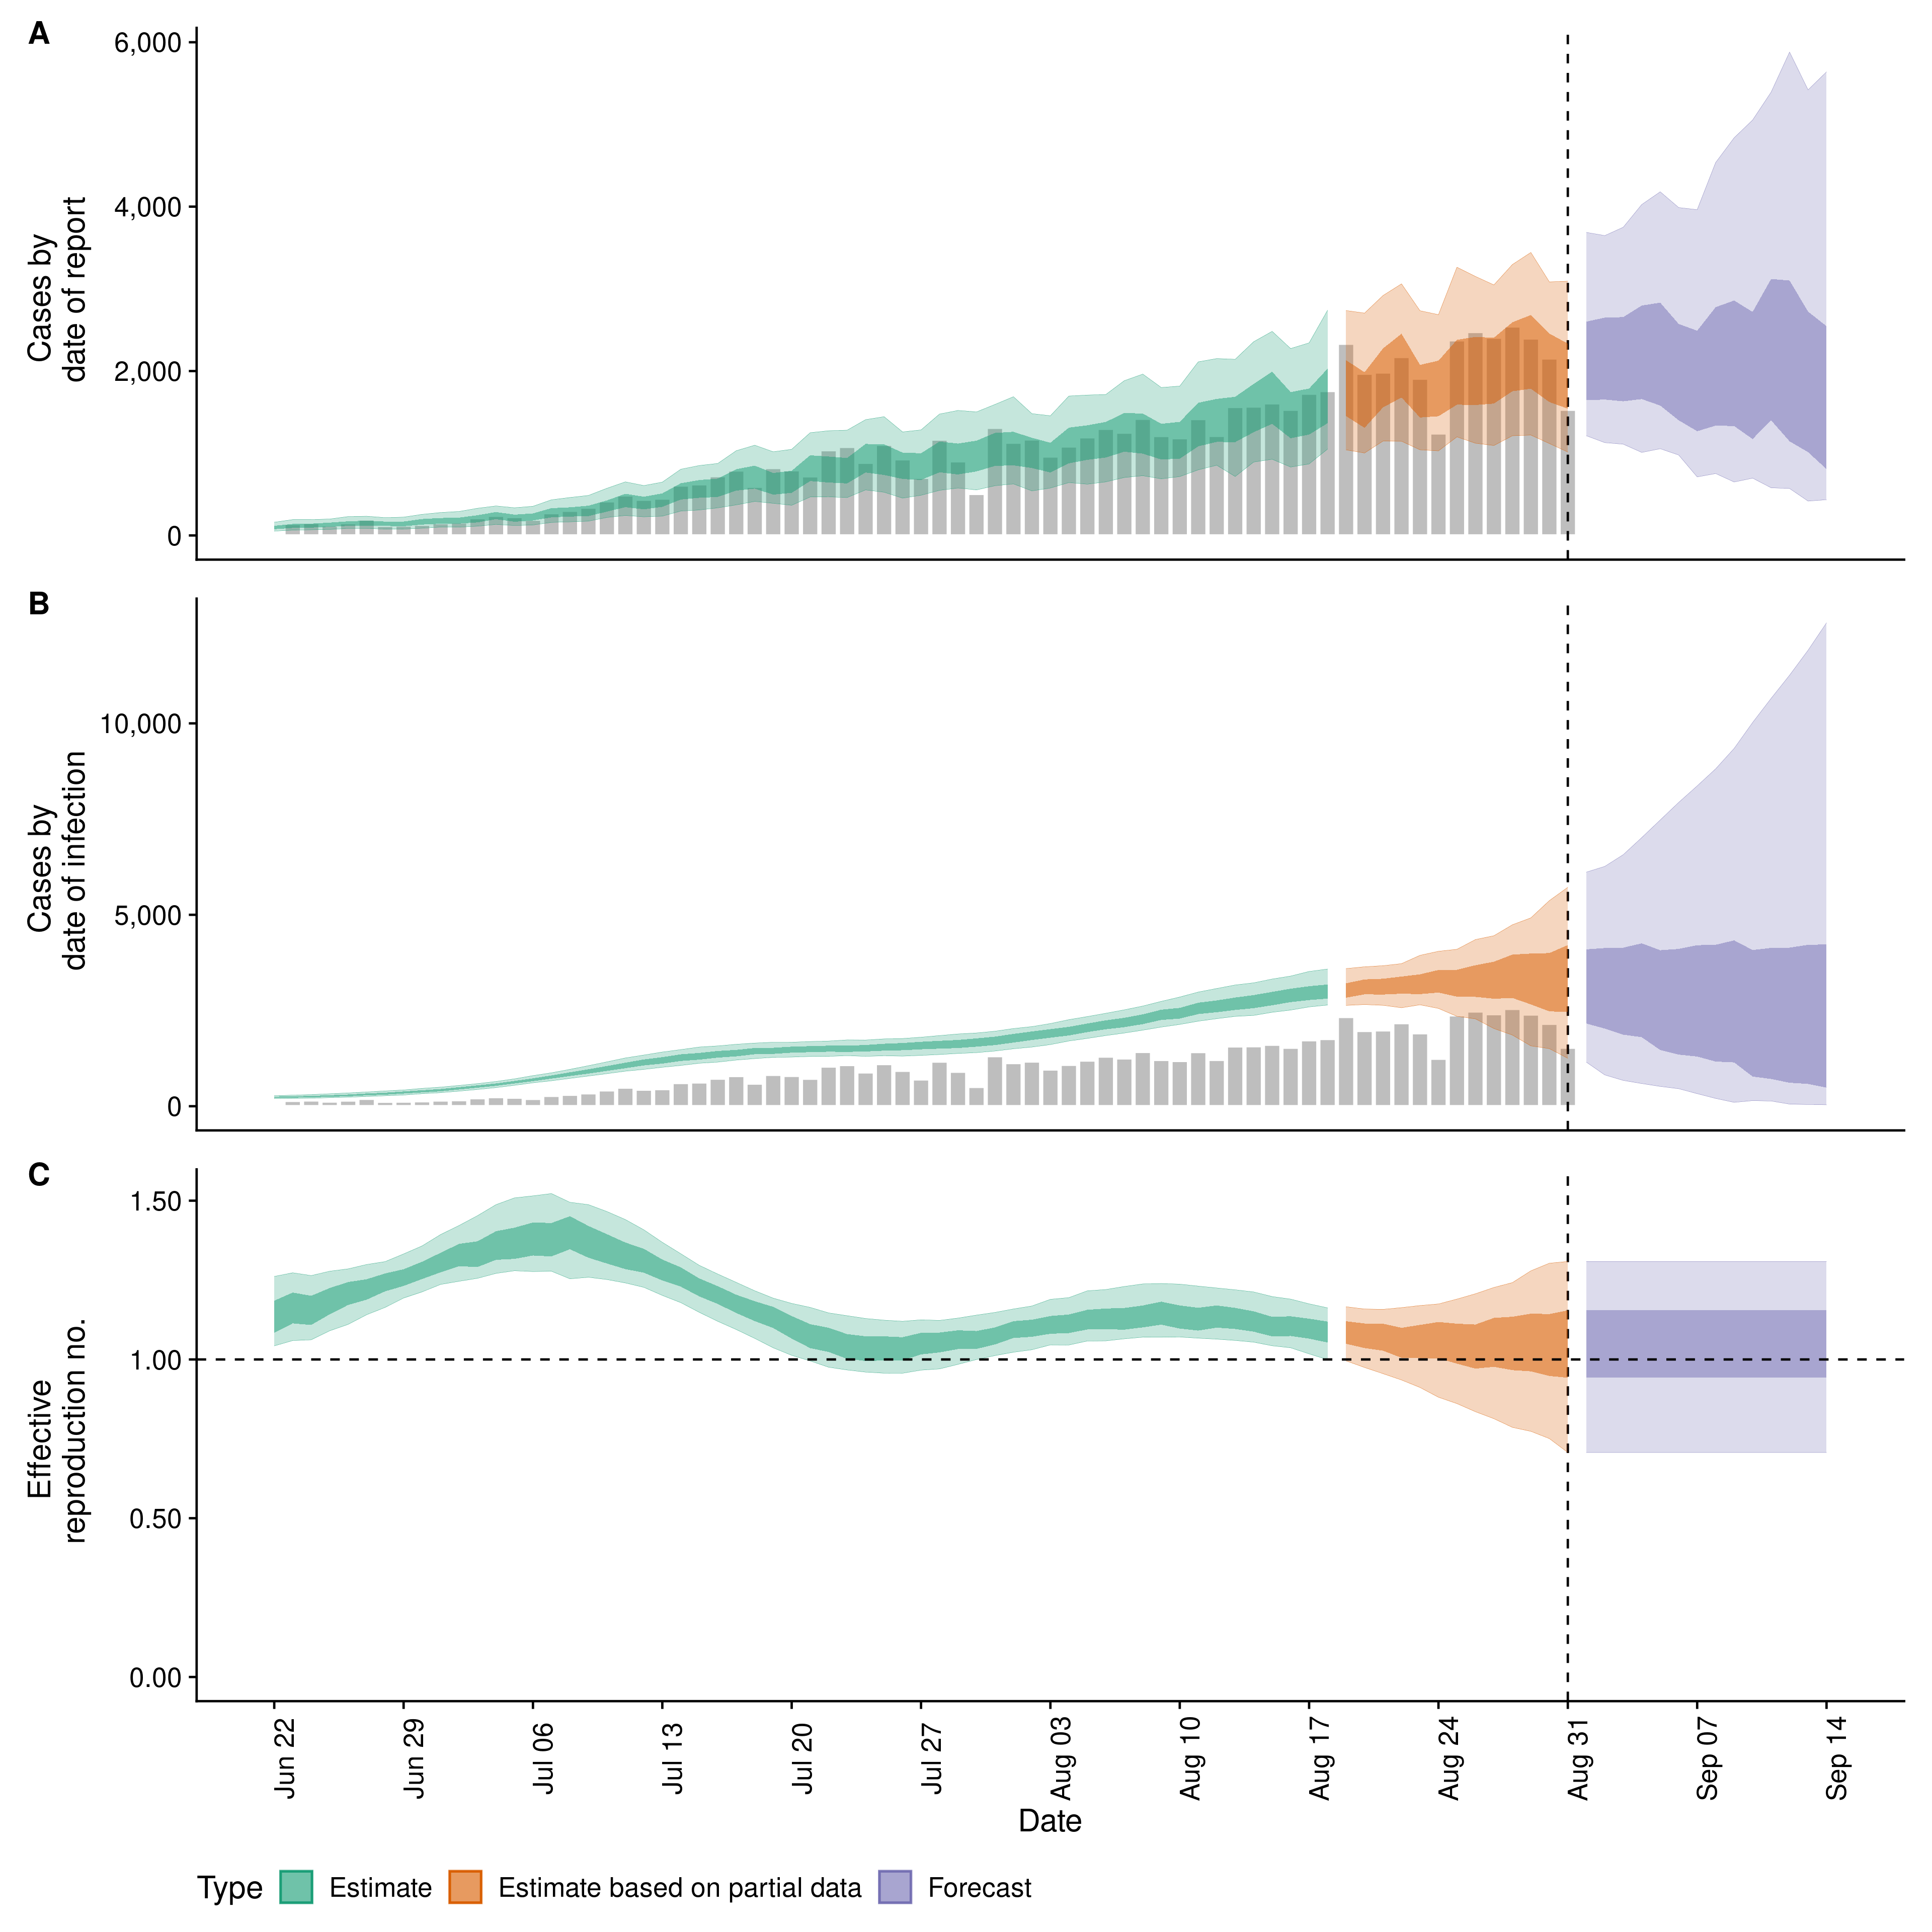 A
6,000
4,000
2,000
0
Cases by
date of report
B
10,000
5,000
0
Cases by
date of infection
C
1.50
1.00
0.50
0.00
Effective
reproduction no.
Jun 22
Jun 29
Jul 06
Jul 13
Jul 20
Jul 27
Aug 03
Aug 10
Aug 17
Aug 24
Aug 31
Sep 07
Sep 14
Date
Type Estimate Estimate based on partial data Forecast